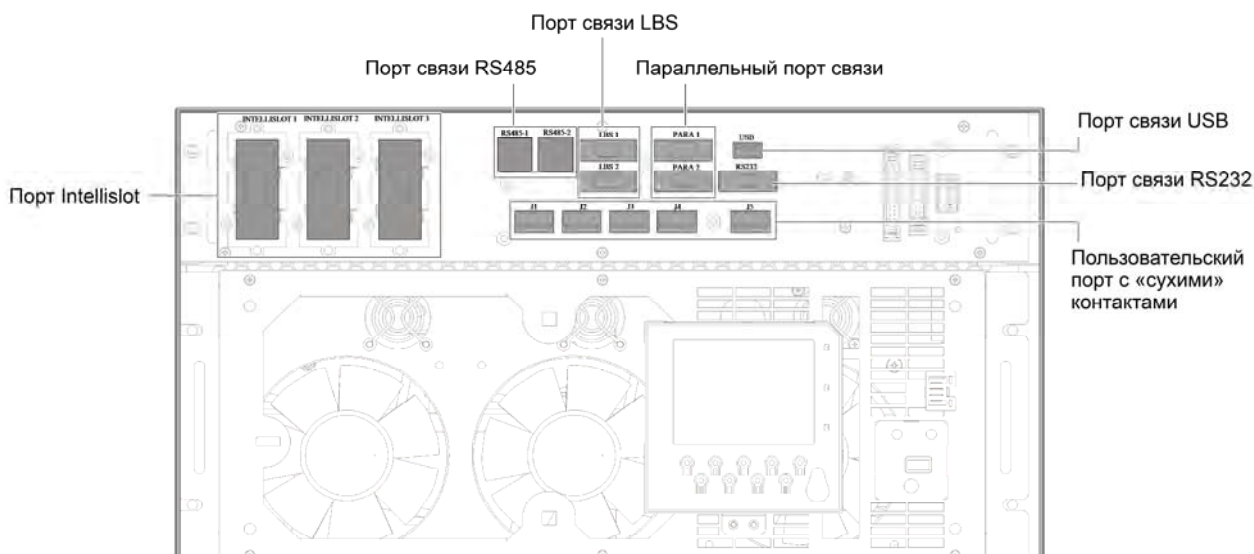 Порт связи LBS
Порт связи RS485
Параллельный порт связи
INTELLISLOT 1 INTELLISLOT 2 INTELLISLOT 3
RS485-1 RS485-2 LBS 1 PARA 1 USB
Порт связи USB
LBS 2 PARA 2 RS232
Порт связи RS232
Порт Intellislot
J1 J2 J3 J4 J5
Пользовательский
порт с «сухими»
контактами